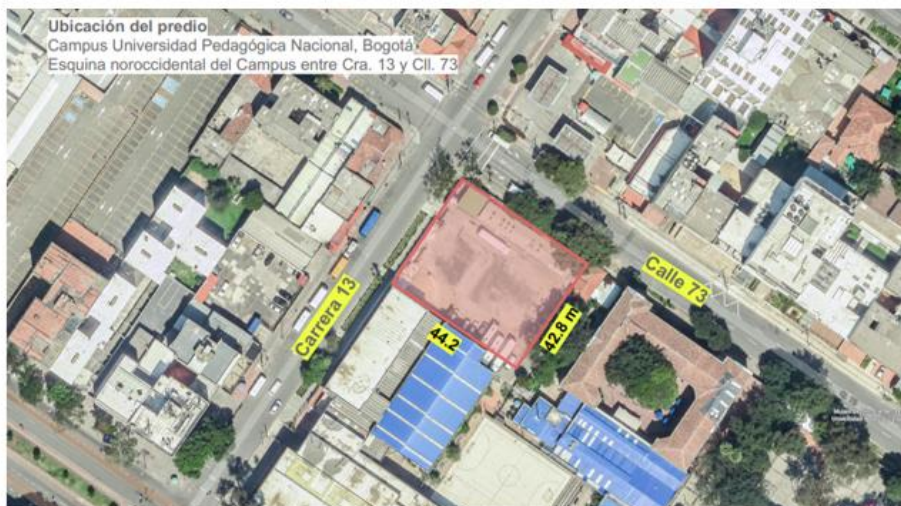 Ubicación del predio
Campus Universidad Pedagógica Nacional, Bogotá
Esquina noroccidental del Campus entre Cra. 13 y Cll. 73
Calle 73
Carrera 13
44.2
42.8 m